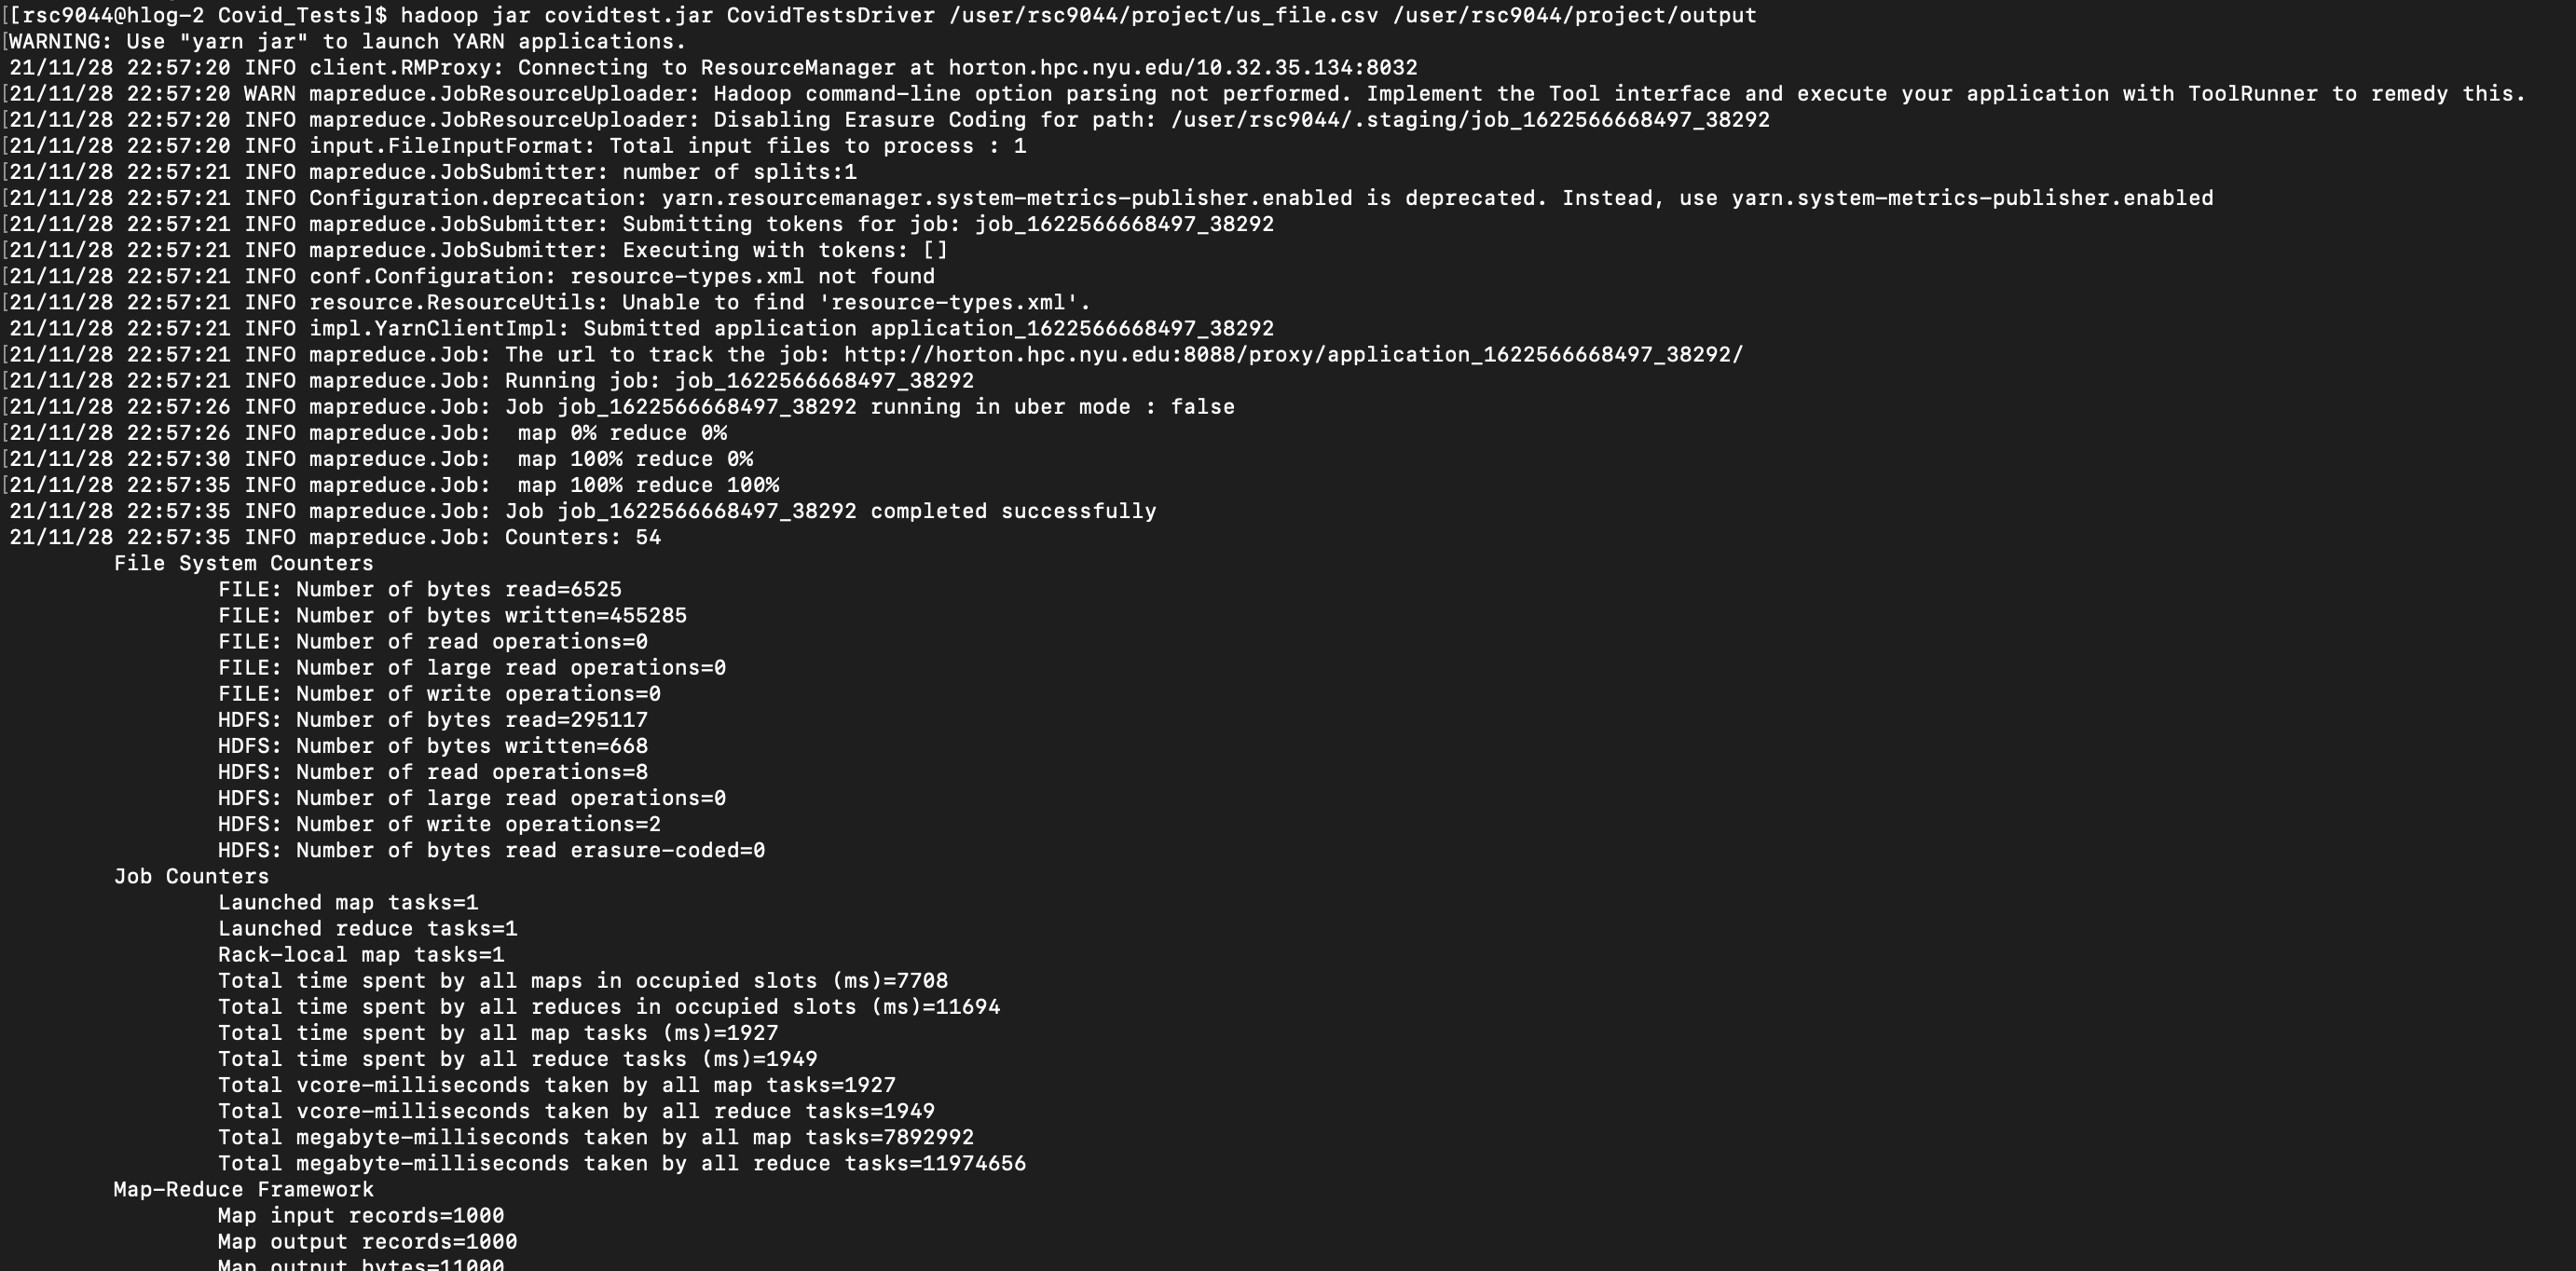 [[rsc9044@hlog-2 Covid_Tests]$ hadoop jar covidtest.jar CovidTestsDriver /user/rsc9044/project/us_file.csv /user/rsc9044/project/output
[WARNING: Use "yarn jar" to launch YARN applications.
21/11/28 22:57:20 INFO client.RMProxy: Connecting to ResourceManager at horton.hpc.nyu.edu/10.32.35.134:8032
[21/11/28 22:57:20 WARN mapreduce.JobResourceUploader: Hadoop command-line option parsing not performed. Implement the Tool interface and execute your application with ToolRunner to remedy this.
[21/11/28 22:57:20 INFO mapreduce.JobResourceUploader: Disabling Erasure Coding for path: /user/rsc9044/.staging/job_1622566668497_38292
[21/11/28 22:57:20 INFO input.FileInputFormat: Total input files to process : 1
[21/11/28 22:57:21 INFO mapreduce.JobSubmitter: number of splits:1
[21/11/28 22:57:21 INFO Configuration.deprecation: yarn.resourcemanager.system-metrics-publisher.enabled is deprecated. Instead, use yarn.system-metrics-publisher.enabled
[21/11/28 22:57:21 INFO mapreduce.JobSubmitter: Submitting tokens for job: job_1622566668497_38292
[21/11/28 22:57:21 INFO mapreduce.JobSubmitter: Executing with tokens: []
[21/11/28 22:57:21 INFO conf.Configuration: resource-types.xml not found
[21/11/28 22:57:21 INFO resource.ResourceUtils: Unable to find 'resource-types.xml'.
21/11/28 22:57:21 INFO impl.YarnClientImpl: Submitted application application_1622566668497_38292
[21/11/28 22:57:21 INFO mapreduce.Job: The url to track the job: http://horton.hpc.nyu.edu:8088/proxy/application_1622566668497_38292/
[21/11/28 22:57:21 INFO mapreduce.Job: Running job: job_1622566668497_38292
[21/11/28 22:57:26 INFO mapreduce.Job: Job job_1622566668497_38292 running in uber mode : false
[21/11/28 22:57:26 INFO mapreduce.Job:  map 0% reduce 0%
[21/11/28 22:57:30 INFO mapreduce.Job:  map 100% reduce 0%
[21/11/28 22:57:35 INFO mapreduce.Job:  map 100% reduce 100%
21/11/28 22:57:35 INFO mapreduce.Job: Job job_1622566668497_38292 completed successfully
21/11/28 22:57:35 INFO mapreduce.Job: Counters: 54
File System Counters
FILE: Number of bytes read=6525
FILE: Number of bytes written=455285
FILE: Number of read operations=0
FILE: Number of large read operations=0
FILE: Number of write operations=0
HDFS: Number of bytes read=295117
HDFS: Number of bytes written=668
HDFS: Number of read operations=8
HDFS: Number of large read operations=0
HDFS: Number of write operations=2
HDFS: Number of bytes read erasure-coded=0
Job Counters
Launched map tasks=1
Launched reduce tasks=1
Rack-local map tasks=1
Total time spent by all maps in occupied slots (ms)=7708
Total time spent by all reduces in occupied slots (ms)=11694
Total time spent by all map tasks (ms)=1927
Total time spent by all reduce tasks (ms)=1949
Total vcore-milliseconds taken by all map tasks=1927
Total vcore-milliseconds taken by all reduce tasks=1949
Total megabyte-milliseconds taken by all map tasks=7892992
Total megabyte-milliseconds taken by all reduce tasks=11974656
Map-Reduce Framework
Map input records=1000
Map output records=1000
Map output bytes=11000